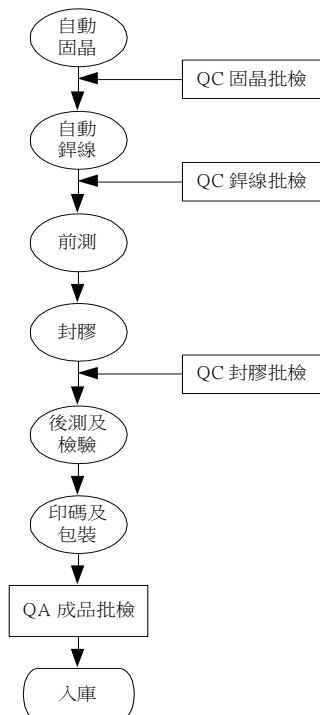 自動
固晶
QC 固晶批檢
自動
銲線
QC 銲線批檢
前測
封膠
QC 封膠批檢
後測及
檢驗
印碼及
包裝
QA 成品批檢
入庫